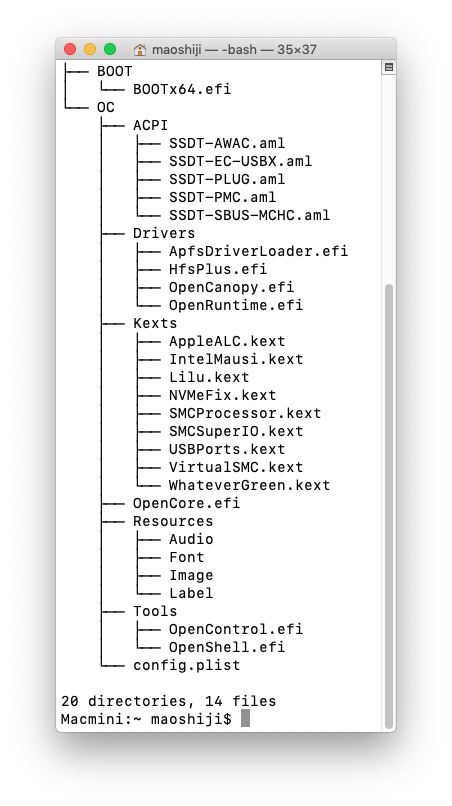 maoshiji — -bash — 35×37
├── BOOT
│   └── BOOTx64.efi
└── OC
    ├── ACPI
    │   ├── SSDT-AWAC.aml
    │   ├── SSDT-EC-USBX.aml
    │   ├── SSDT-PLUG.aml
    │   ├── SSDT-PMC.aml
    │   └── SSDT-SBUS-MCHC.aml
    ├── Drivers
    │   ├── ApfsDriverLoader.efi
    │   ├── HfsPlus.efi
    │   ├── OpenCanopy.efi
    │   └── OpenRuntime.efi
    ├── Kexts
    │   ├── AppleALC.kext
    │   ├── IntelMausi.kext
    │   ├── Lilu.kext
    │   ├── NVMeFix.kext
    │   ├── SMCProcessor.kext
    │   ├── SMCSuperIO.kext
    │   ├── USBPorts.kext
    │   ├── VirtualSMC.kext
    │   └── WhateverGreen.kext
    ├── OpenCore.efi
    ├── Resources
    │   ├── Audio
    │   ├── Font
    │   ├── Image
    │   └── Label
    ├── Tools
    │   ├── OpenControl.efi
    │   └── OpenShell.efi
    └── config.plist
20 directories, 14 files
Macmini:~ maoshiji$